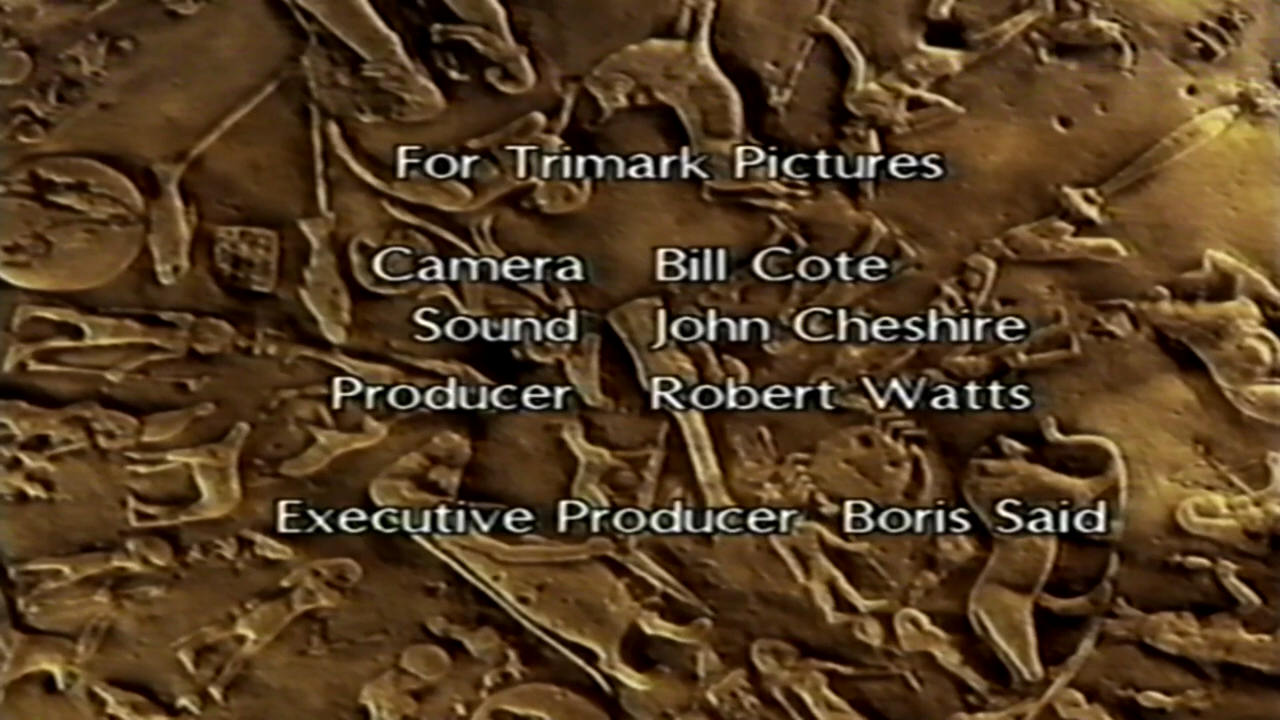 For Trimark Pictures
Camera Bill Cote
Sound John Cheshire
Producer Robert Watts
Executive Producer Boris Said